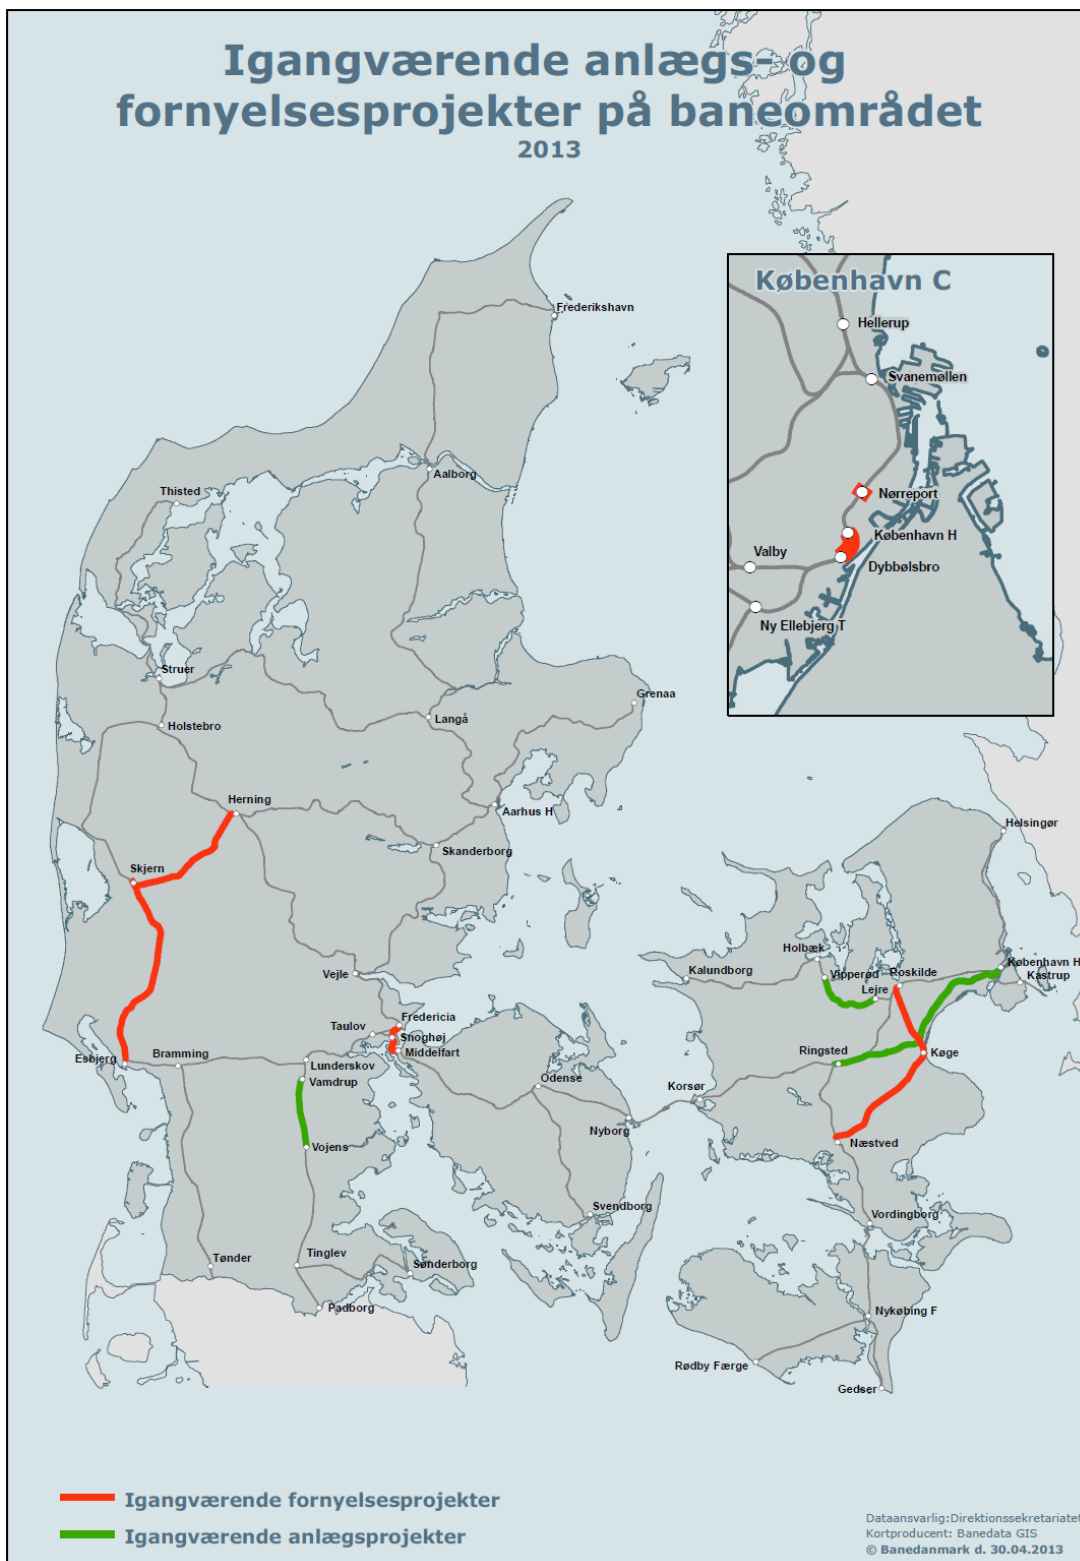 Igangværende anlægs- og
fornyelsesprojekter på baneområdet
2013
København C
Hellerup
Svanemøllen
Nørreport
København H
Valby
Dybbølsbro
Ny Ellebjerg T
Frederikshavn
Aalborg
Thisted
Struer
Grenaa
Langå
Holstebro
Herning
Aarhus H
Helsingør
Skanderborg
Skjern
Holbæk
København H
Kalundborg
Vipperød
Roskilde
Kastrup
Vejle
Lejre
Fredericia
Taulov
Snoghøj
Middelfart
Ringsted
Køge
Esbjerg
Bramming
Lunderskov
Vamdrup
Odense
Korsør
Nyborg
Vojens
Næstved
Svendborg
Vordingborg
Tønder
Tinglev
Sønderborg
Padborg
Nykøbing F
Rødby Færge
Gedser
Igangværende fornyelsesprojekter
Igangværende anlægsprojekter
Dataansvarlig:Direktionssekretariatet
Kortproducent: Banedata GIS
© Banedanmark d. 30.04.2013